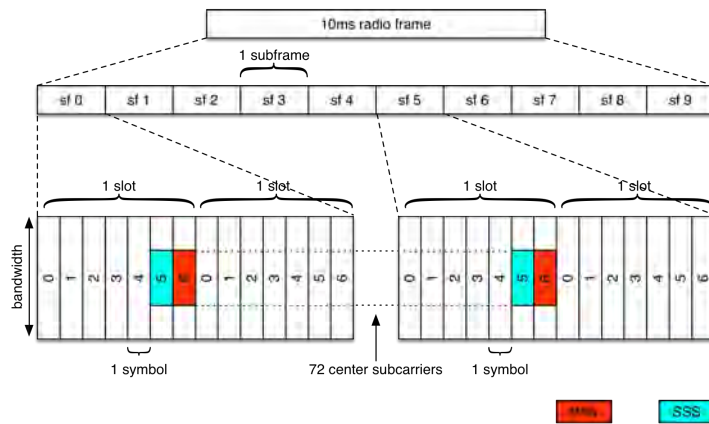 10ms radio frame
1 subframe
sf 0 sf 1 sf 2 sf 3 sf 4 sf 5 sf 6 sf 7 sf 8 sf 9
1 slot 1 slot 1 slot 1 slot
bandwidth
0 1 2 3 4 5 6 0 1 2 3 4 5 6 0 1 2 3 4 5 6 0 1 2 3 4 5 6
1 symbol 72 center subcarriers 1 symbol
SSS